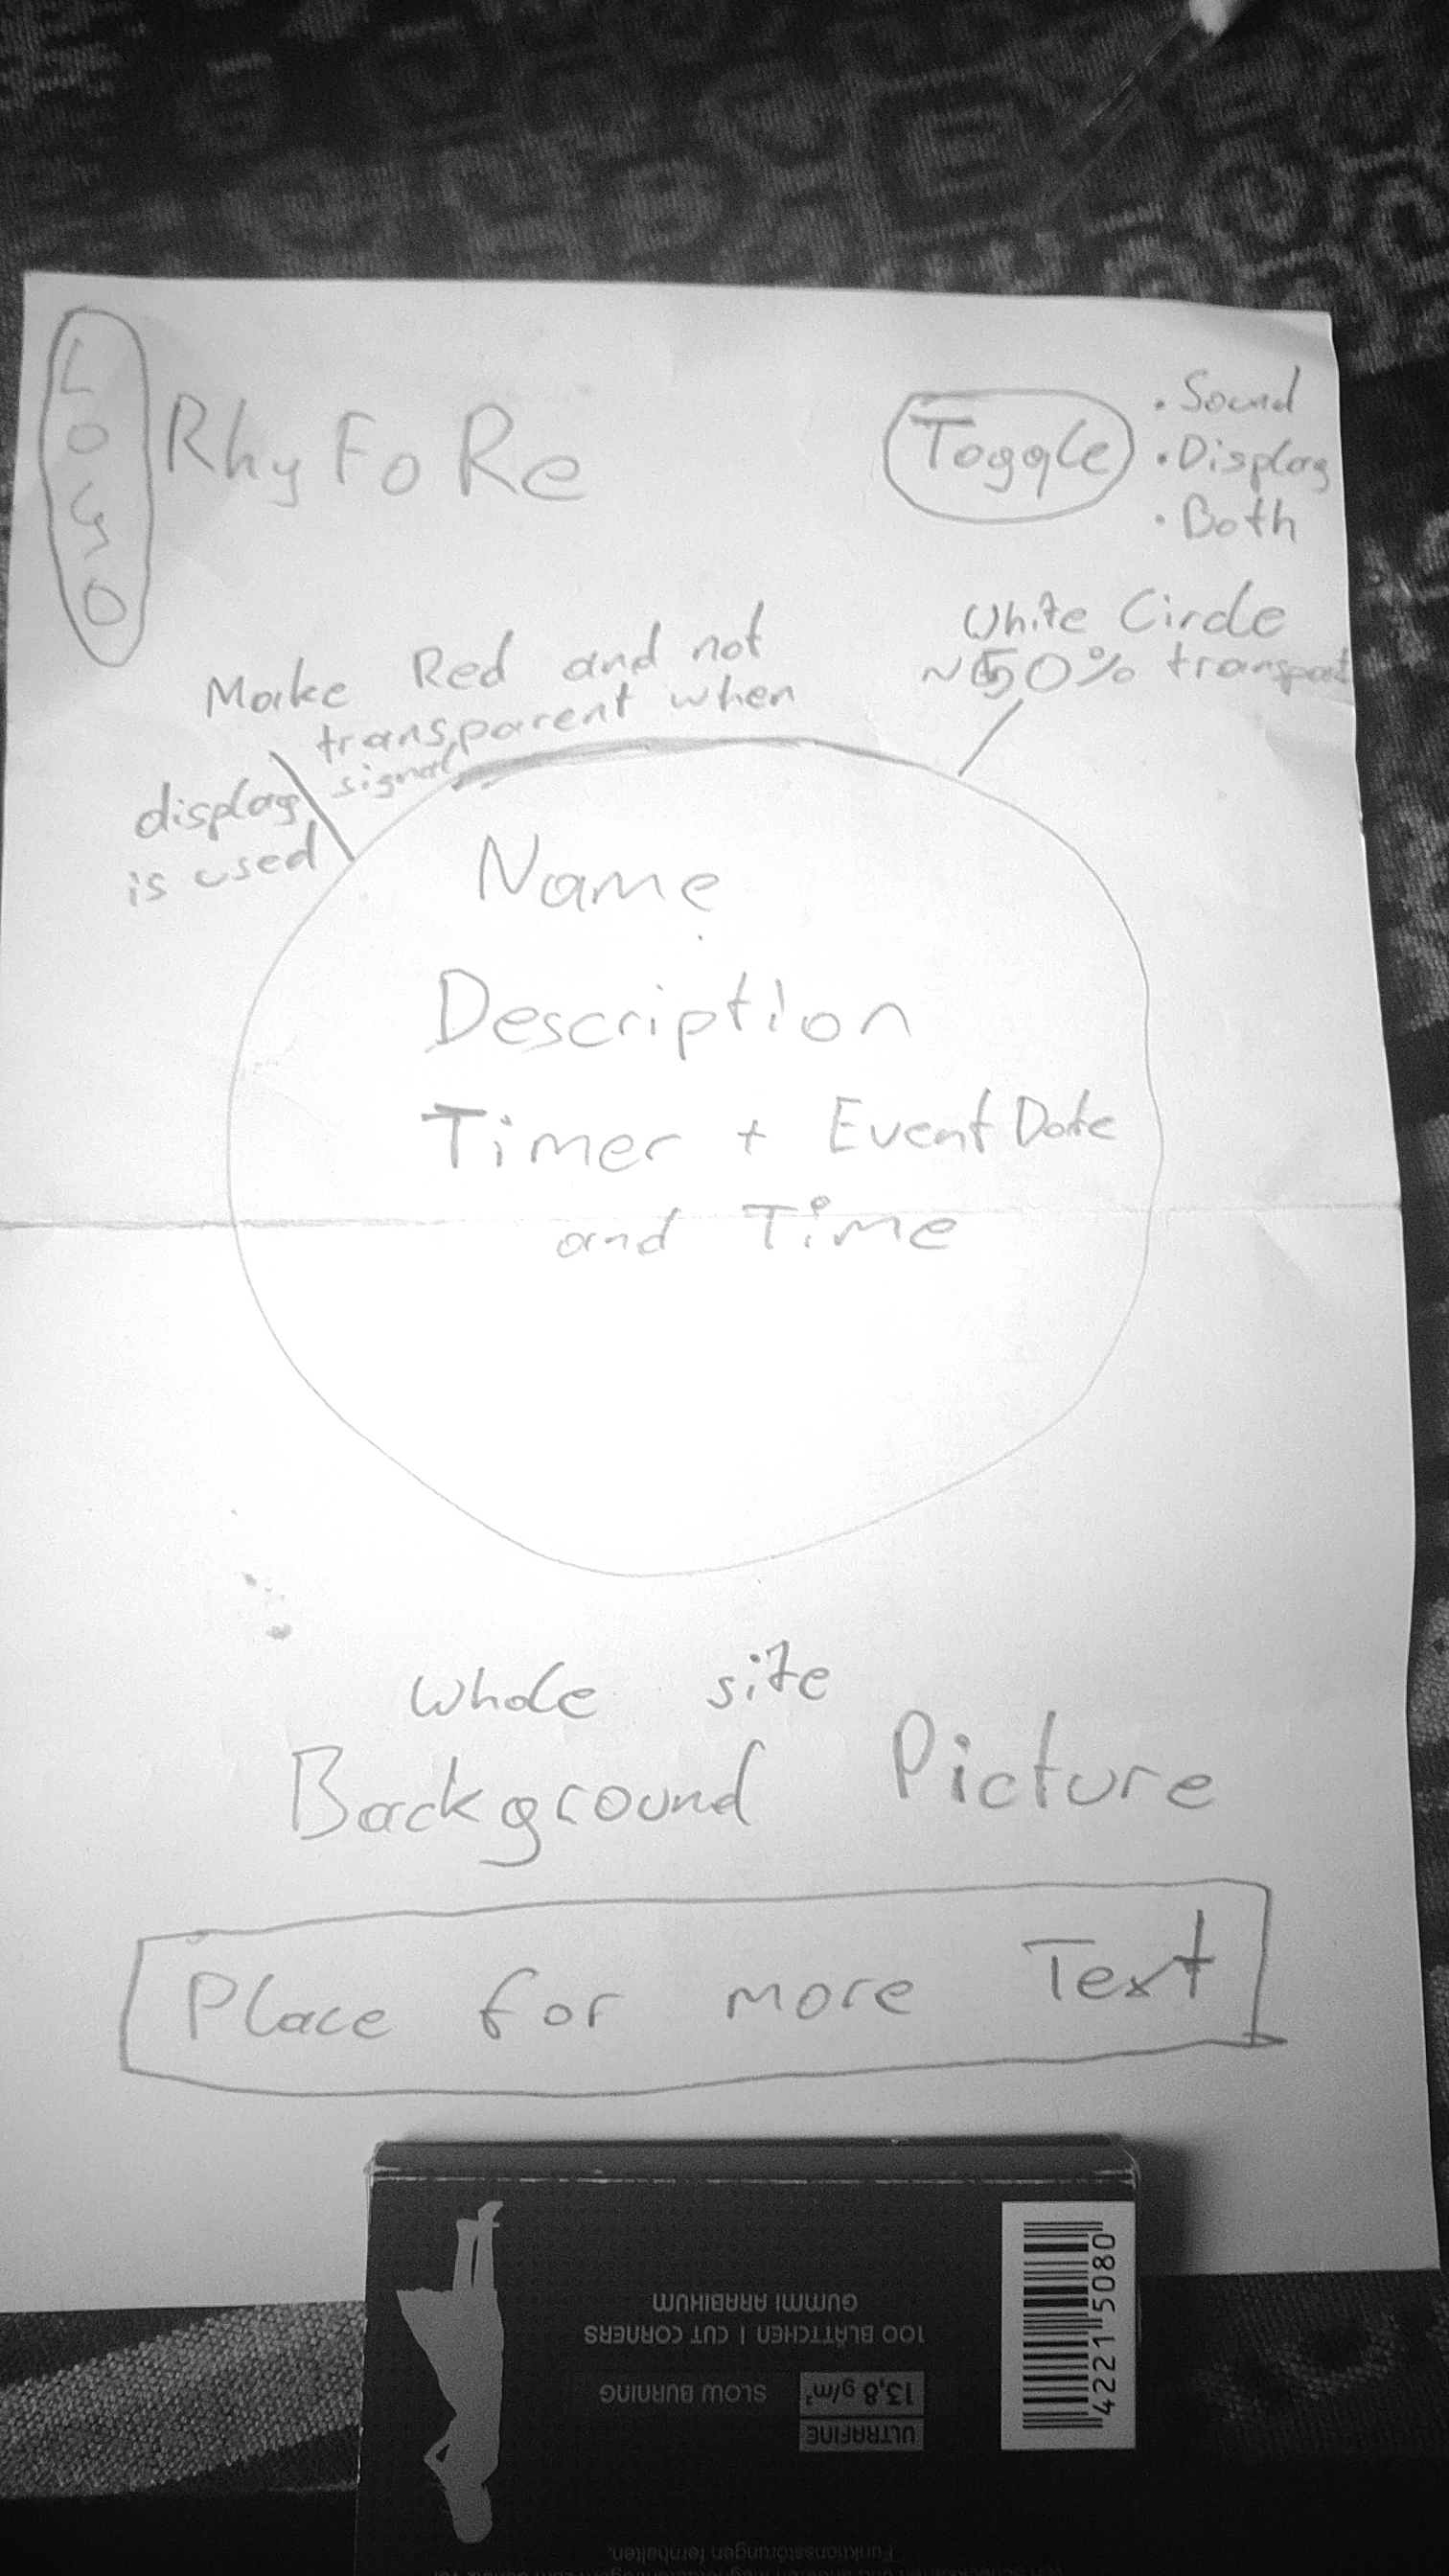 LOGO
RhyFoRe
Toggle
• Sound
• Display
• Both
White Circle
~50% transparent
Make Red and not
transparent when
display signal
is used
Name
Description
Timer + Event Date
and Time
Whole site
Background Picture
Place for more Text
GUMMI ARABIKUM
100 BLÄTTCHEN | CUT CORNERS
SLOW BURNING
13,8 g/m²
ULTRAFINE
4221 5080
Funktionsstörungen fernhalten.